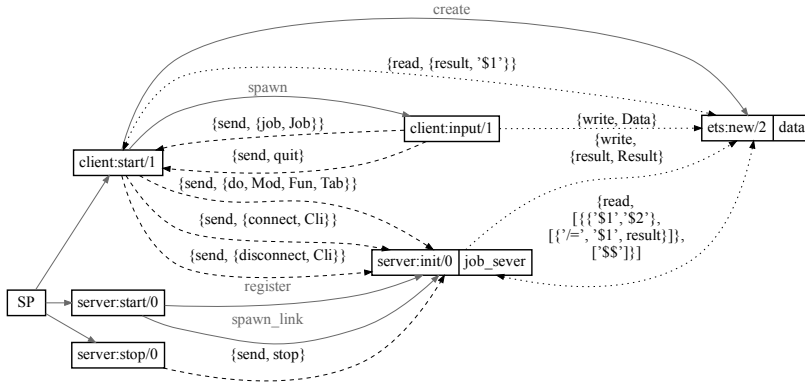 create
{read, {result, '$1'}}
spawn
client:input/1
{write, Data}
ets:new/2 data
{send, {job, Job}}
{write,
{result, Result}
{send, quit}
client:start/1
{send, {do, Mod, Fun, Tab}}
{send, {connect, Cli}}
{send, {disconnect, Cli}}
{read,
[{{'$1','$2'},
[{'/=', '$1', result}]},
['$$']}]
server:init/0 job_sever
register
SP
server:start/0
spawn_link
server:stop/0
{send, stop}